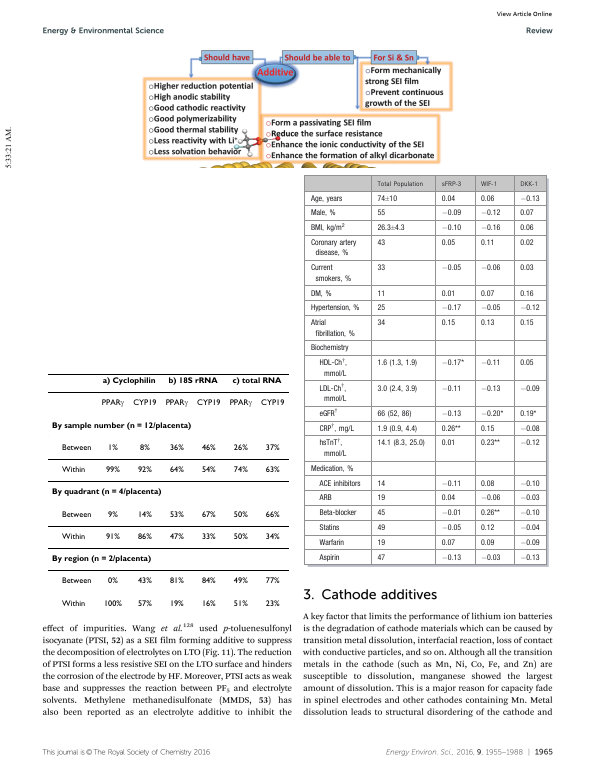 View Article Online
Energy & Environmental Science
Review
5:33:21 AM.
Should have
Should be able to
For Si & Sn
Additive
Higher reduction potential
High anodic stability
Good cathodic reactivity
Good polymerizability
Good thermal stability
Less reactivity with Li⁺
Less solvation behavior
Form mechanically
strong SEI film
Prevent continuous
growth of the SEI
Form a passivating SEI film
Reduce the surface resistance
Enhance the ionic conductivity of the SEI
Enhance the formation of alkyl dicarbonate
a) Cyclophilin b) 18S rRNA c) total RNA
PPARγ CYP19 PPARγ CYP19 PPARγ CYP19
By sample number (n = 12/placenta)
Between 1% 8% 36% 46% 26% 37%
Within 99% 92% 64% 54% 74% 63%
By quadrant (n = 4/placenta)
Between 9% 14% 53% 67% 50% 66%
Within 91% 86% 47% 33% 50% 34%
By region (n = 2/placenta)
Between 0% 43% 81% 84% 49% 77%
Within 100% 57% 19% 16% 51% 23%
effect of impurities. Wang et al.¹²⁸ used p-toluenesulfonyl
isocyanate (PTSI, 52) as a SEI film forming additive to suppress
the decomposition of electrolytes on LTO (Fig. 11). The reduction
of PTSI forms a less resistive SEI on the LTO surface and hinders
the corrosion of the electrode by HF. Moreover, PTSI acts as weak
base and suppresses the reaction between PF₅ and electrolyte
solvents. Methylene methanedisulfonate (MMDS, 53) has
also been reported as an electrolyte additive to inhibit the
Total Population sFRP-3 WIF-1 DKK-1
Age, years 74±10 0.04 0.06 −0.13
Male, % 55 −0.09 −0.12 0.07
BMI, kg/m² 26.3±4.3 −0.10 −0.16 0.06
Coronary artery 43 0.05 0.11 0.02
disease, %
Current 33 −0.05 −0.06 0.03
smokers, %
DM, % 11 0.01 0.07 0.16
Hypertension, % 25 −0.17 −0.05 −0.12
Atrial 34 0.15 0.13 0.15
fibrillation, %
Biochemistry
HDL-Ch†, 1.6 (1.3, 1.9) −0.17* −0.11 0.05
mmol/L
LDL-Ch†, 3.0 (2.4, 3.9) −0.11 −0.13 −0.09
mmol/L
eGFR† 66 (52, 86) −0.13 −0.20* 0.19*
CRP†, mg/L 1.9 (0.9, 4.4) 0.26** 0.15 −0.08
hsTnT†, 14.1 (8.3, 25.0) 0.01 0.23** −0.12
mmol/L
Medication, %
ACE inhibitors 14 −0.11 0.08 −0.10
ARB 19 0.04 −0.06 −0.03
Beta-blocker 45 −0.01 0.26** −0.10
Statins 49 −0.05 0.12 −0.04
Warfarin 19 0.07 0.09 −0.09
Aspirin 47 −0.13 −0.03 −0.13
3. Cathode additives
A key factor that limits the performance of lithium ion batteries
is the degradation of cathode materials which can be caused by
transition metal dissolution, interfacial reaction, loss of contact
with conductive particles, and so on. Although all the transition
metals in the cathode (such as Mn, Ni, Co, Fe, and Zn) are
susceptible to dissolution, manganese showed the largest
amount of dissolution. This is a major reason for capacity fade
in spinel electrodes and other cathodes containing Mn. Metal
dissolution leads to structural disordering of the cathode and
This journal is © The Royal Society of Chemistry 2016
Energy Environ. Sci., 2016, 9, 1955–1988 | 1965